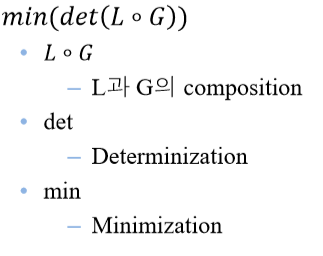 min(det(L ∘ G))
• L ∘ G
– L과 G의 composition
• det
– Determinization
• min
– Minimization